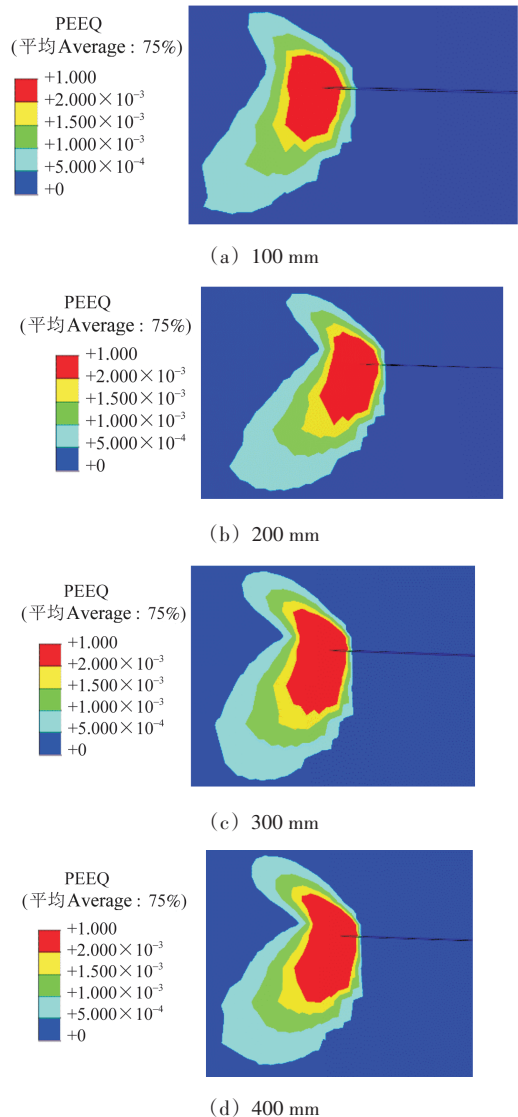 PEEQ
(平均Average : 75%)
+1.000
+2.000×10⁻³
+1.500×10⁻³
+1.000×10⁻³
+5.000×10⁻⁴
+0
(a) 100 mm
PEEQ
(平均Average : 75%)
+1.000
+2.000×10⁻³
+1.500×10⁻³
+1.000×10⁻³
+5.000×10⁻⁴
+0
(b) 200 mm
PEEQ
(平均Average : 75%)
+1.000
+2.000×10⁻³
+1.500×10⁻³
+1.000×10⁻³
+5.000×10⁻⁴
+0
(c) 300 mm
PEEQ
(平均Average : 75%)
+1.000
+2.000×10⁻³
+1.500×10⁻³
+1.000×10⁻³
+5.000×10⁻⁴
+0
(d) 400 mm